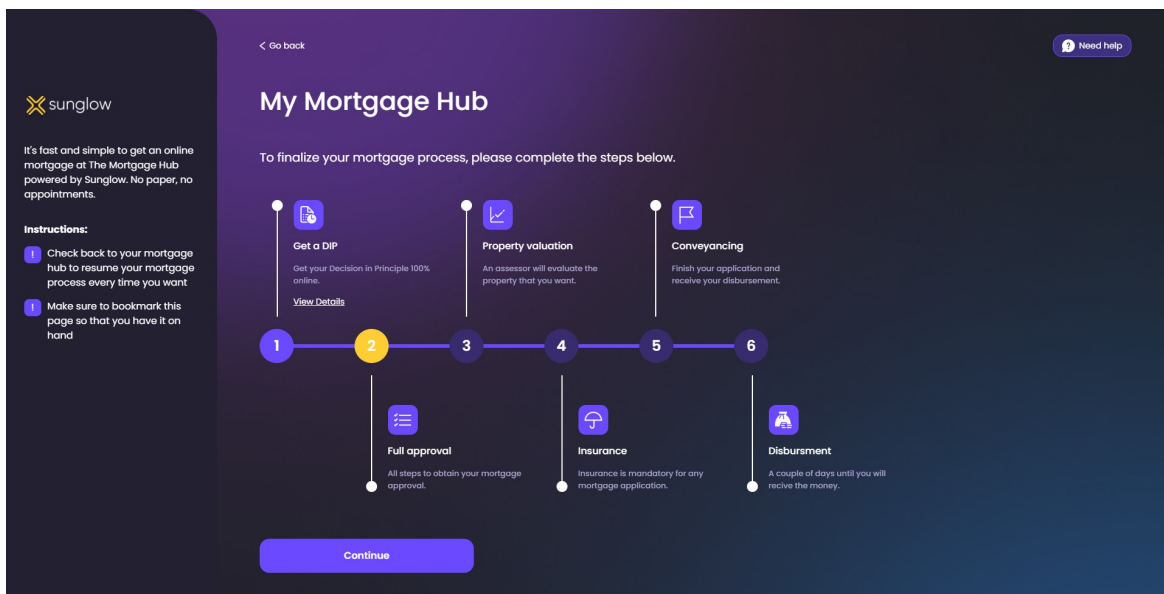 Go back
Need help
sunglow
It's fast and simple to get an online
mortgage at The Mortgage Hub
powered by Sunglow. No paper, no
appointments.
Instructions:
! Check back to your mortgage
hub to resume your mortgage
process every time you want
! Make sure to bookmark this
page so that you have it on
hand
My Mortgage Hub
To finalize your mortgage process, please complete the steps below.
Get a DIP
Get your Decision in Principle 100%
online.
View Details
Property valuation
An assessor will evaluate the
property that you want.
Conveyancing
Finish your application and
receive your disbursement.
1 2 3 4 5 6
Full approval
All steps to obtain your mortgage
approval.
Insurance
Insurance is mandatory for any
mortgage application.
Disbursment
A couple of days until you will
recive the money.
Continue